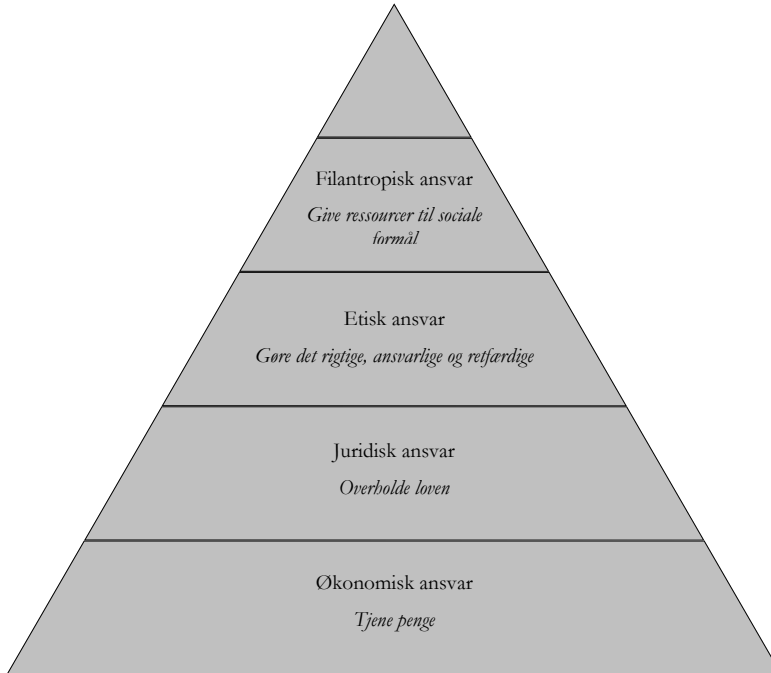 Filantropisk ansvar
Give ressourcer til sociale
formål
Etisk ansvar
Gøre det rigtige, ansvarlige og retfærdige
Juridisk ansvar
Overholde loven
Økonomisk ansvar
Tjene penge